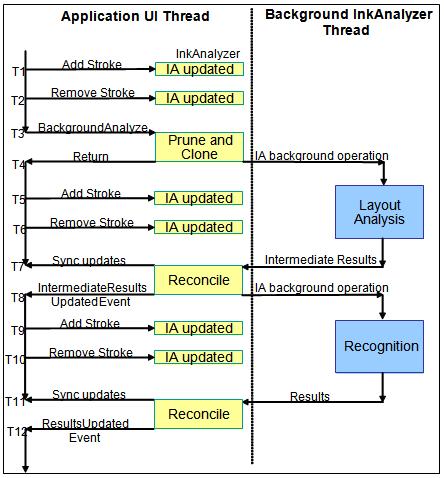 Application UI Thread
Background InkAnalyzer
Thread
InkAnalyzer
T1
Add Stroke
IA updated
T2
Remove Stroke
IA updated
T3
BackgroundAnalyze
Prune and
Clone
T4
Return
IA background operation
T5
Add Stroke
IA updated
Layout
Analysis
T6
Remove Stroke
IA updated
T7
Sync updates
Intermediate Results
Reconcile
T8
IntermediateResults
UpdatedEvent
IA background operation
T9
Add Stroke
IA updated
Recognition
T10
Remove Stroke
IA updated
T11
Sync updates
Results
Reconcile
T12
ResultsUpdated
Event